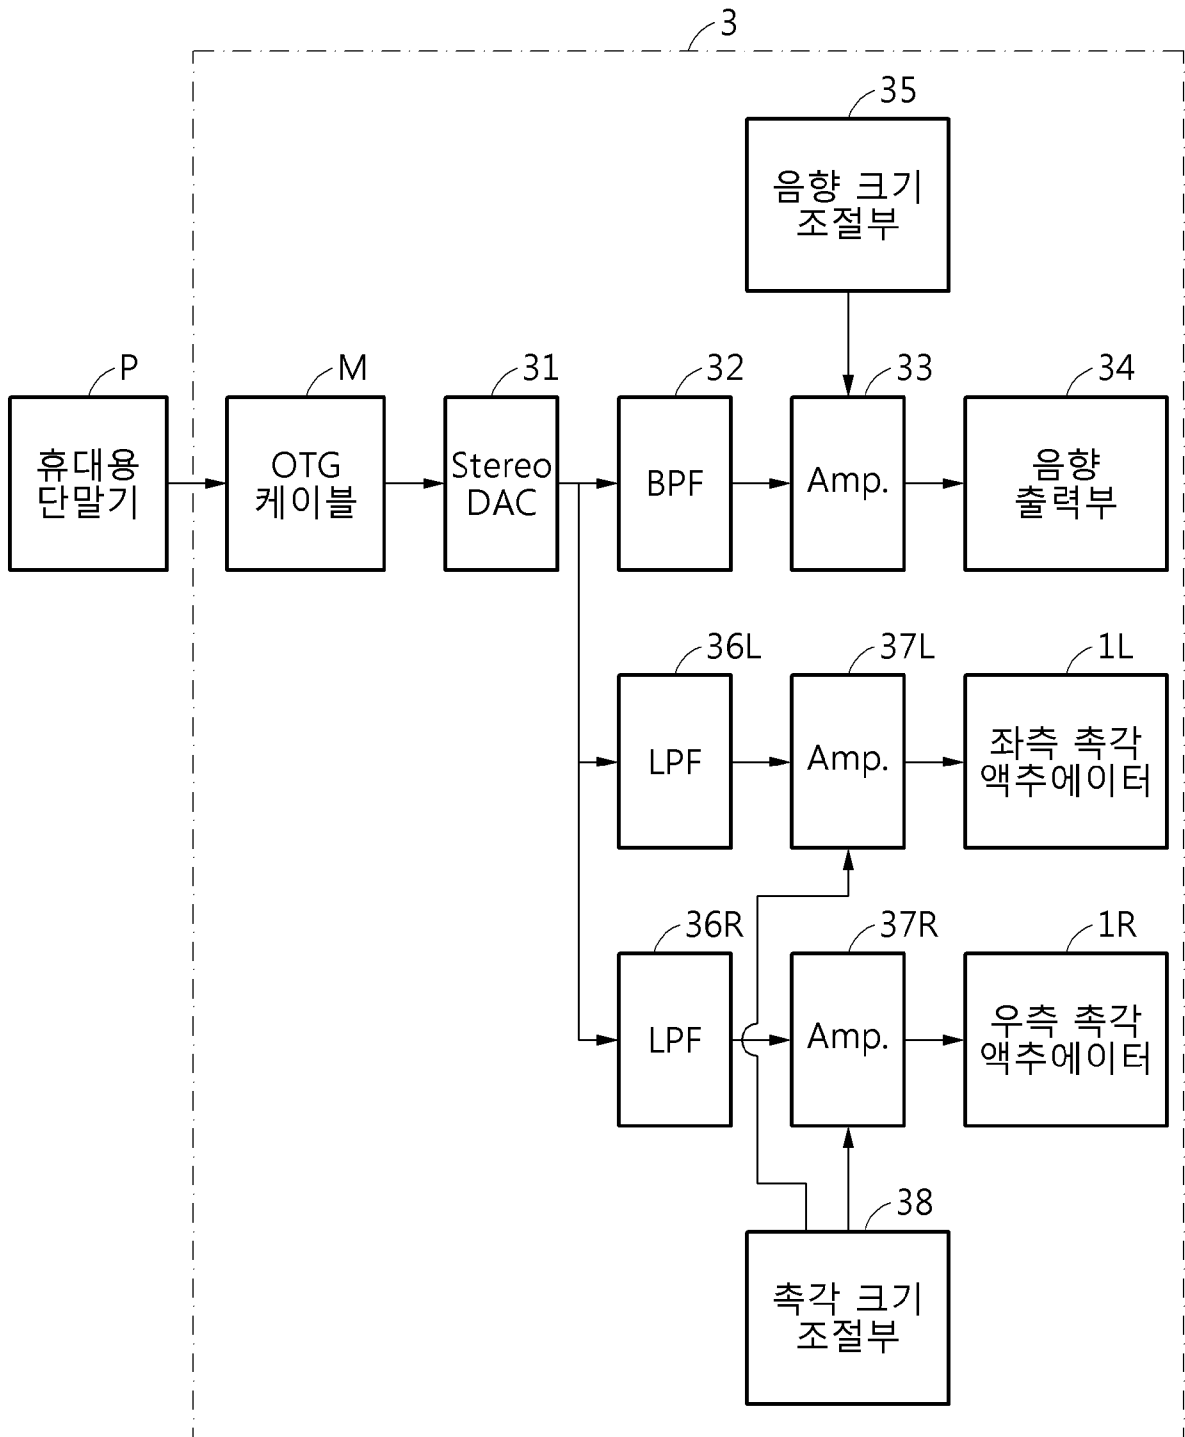 3
35
음향 크기
조절부
P
M
31
32
33
34
휴대용
단말기
OTG
케이블
Stereo
DAC
BPF
Amp.
음향
출력부
36L
37L
1L
LPF
Amp.
좌측 촉각
액추에이터
36R
37R
1R
LPF
Amp.
우측 촉각
액추에이터
38
촉각 크기
조절부